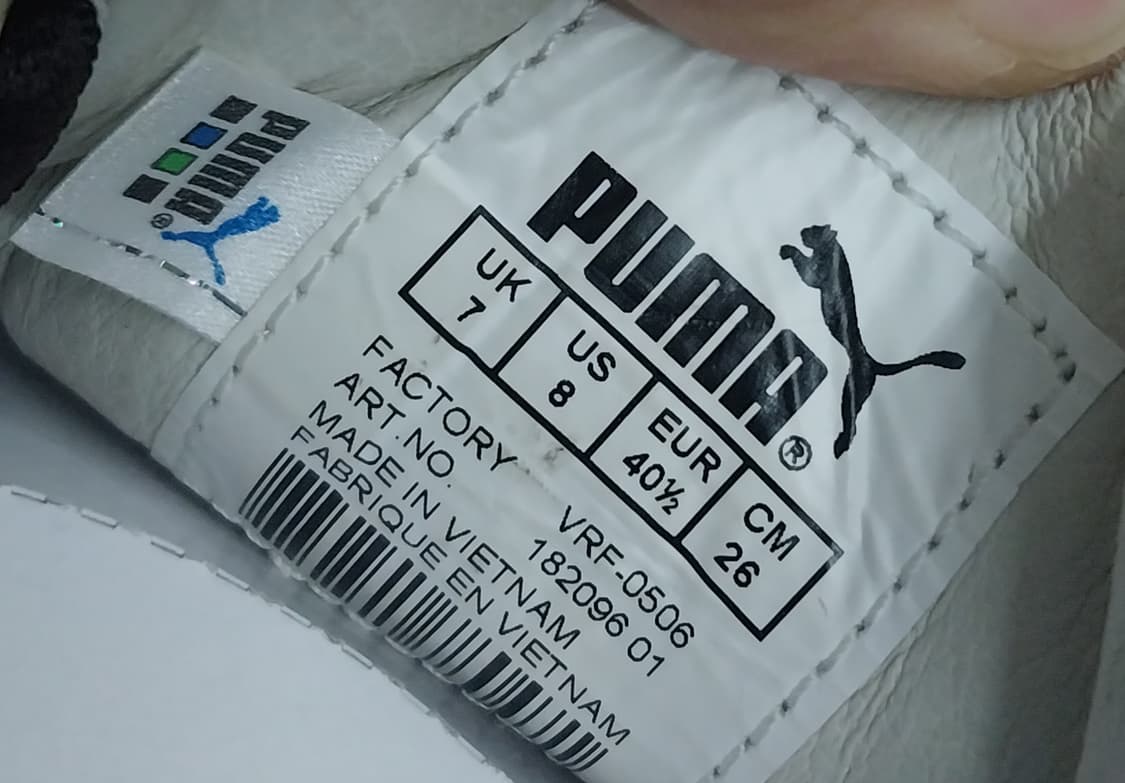 PUMA®
PUMA®
UK US EUR CM
7 8 40½ 26
FACTORY VRF-0506
ART.NO. 182096 01
MADE IN VIETNAM
FABRIQUE EN VIETNAM